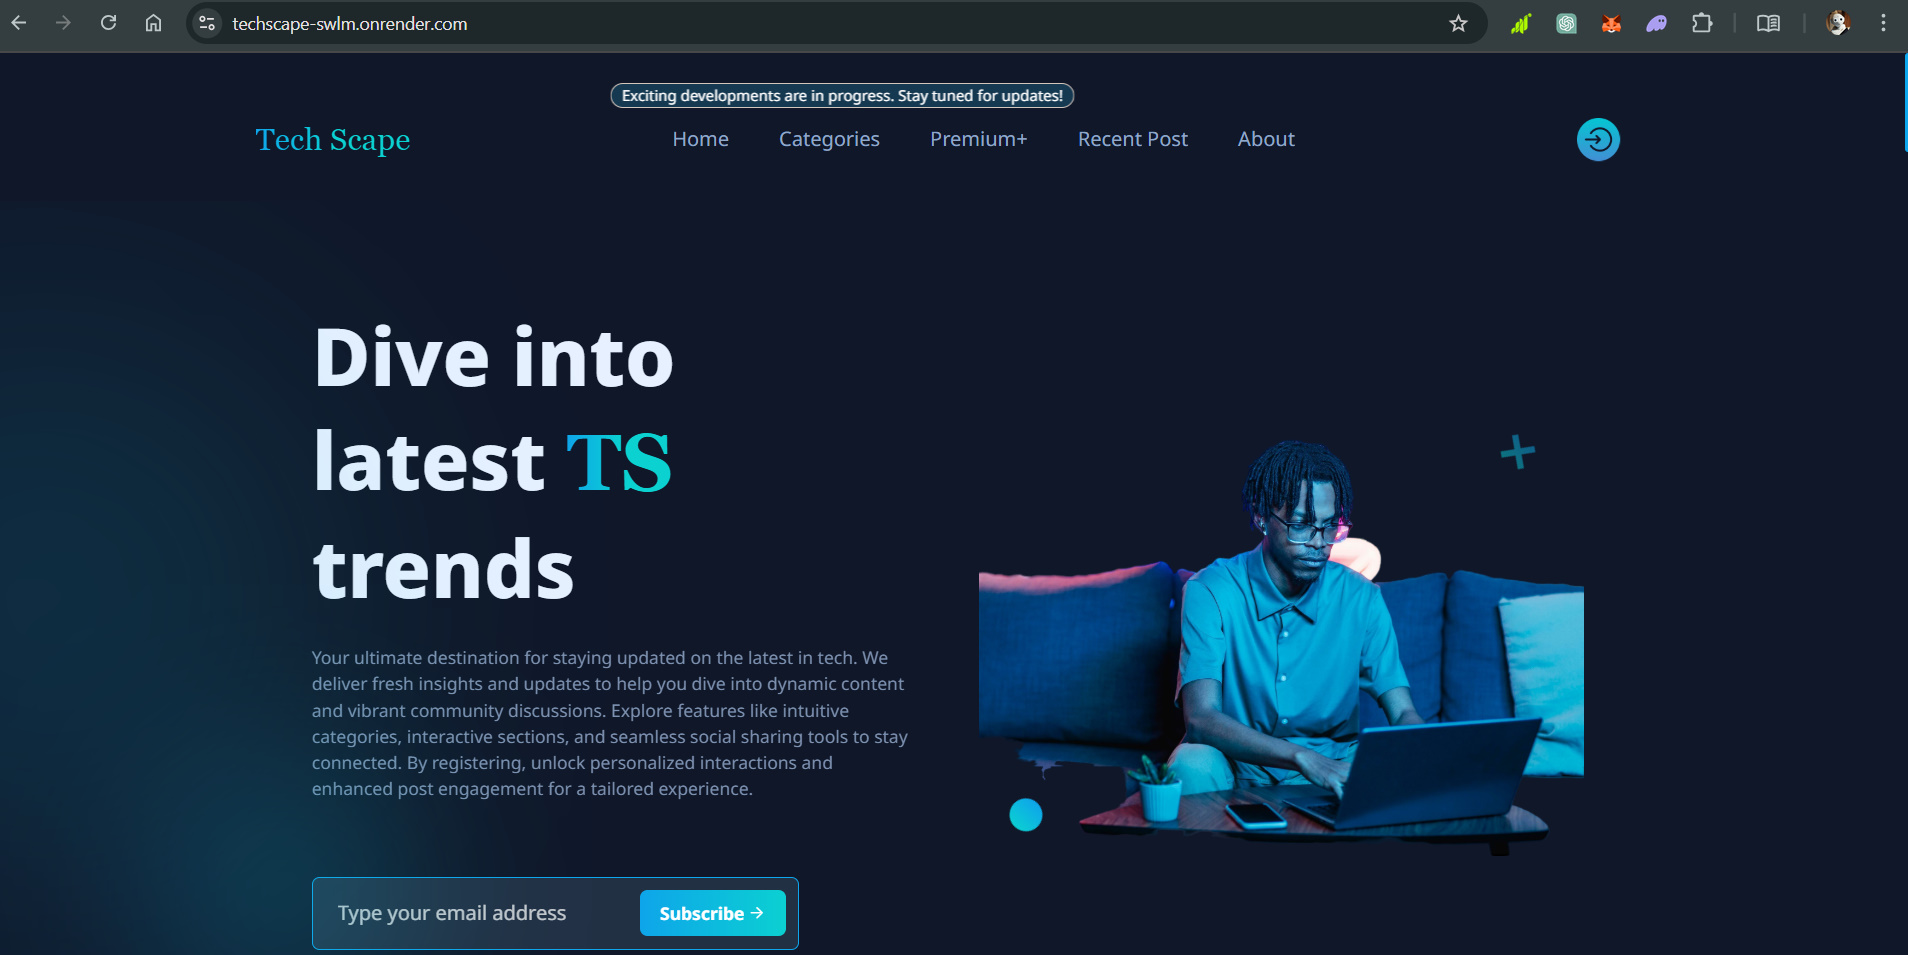 techscape-swlm.onrender.com
Exciting developments are in progress. Stay tuned for updates!
Tech Scape
Home
Categories
Premium+
Recent Post
About
Dive into
latest TS
trends
Your ultimate destination for staying updated on the latest in tech. We
deliver fresh insights and updates to help you dive into dynamic content
and vibrant community discussions. Explore features like intuitive
categories, interactive sections, and seamless social sharing tools to stay
connected. By registering, unlock personalized interactions and
enhanced post engagement for a tailored experience.
Type your email address
Subscribe